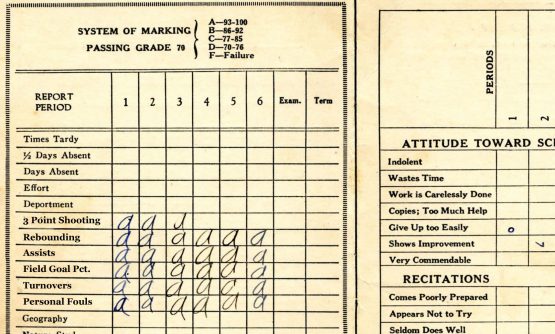 SYSTEM OF MARKING
PASSING GRADE 70
A—93-100
B—86-92
C—77-85
D—70-76
F—Failure
REPORT PERIOD 1 2 3 4 5 6 Exam. Term
Times Tardy
½ Days Absent
Days Absent
Effort
Deportment
3 Point Shooting a a
Rebounding a a a a a a
Assists a a a a a a
Field Goal Pct. a a a a a a
Turnovers a a a a a a
Personal Fouls a a a a a a
Geography
PERIODS 1 2
ATTITUDE TOWARD SC
Indolent
Wastes Time
Work is Carelessly Done
Copies; Too Much Help
Give Up too Easily o
Shows Improvement
Very Commendable
RECITATIONS
Comes Poorly Prepared
Appears Not to Try
Seldom Does Well